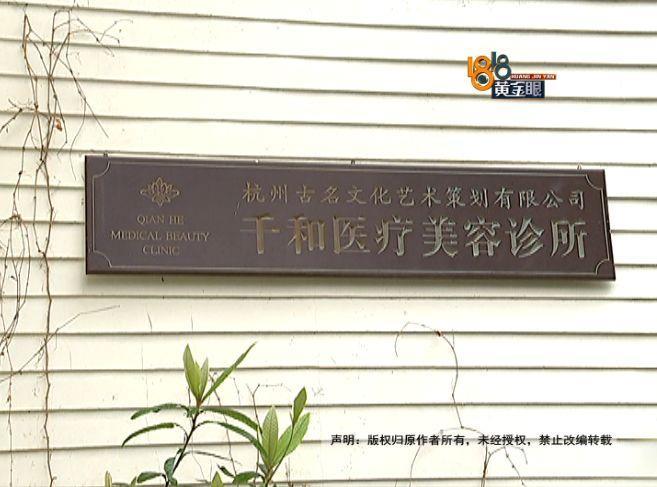 1818
HUANG JIN YAN
黄金眼
杭州古名文化艺术策划有限公司
千和医疗美容诊所
QIAN HE
MEDICAL BEAUTY
CLINIC
声明：版权归原作者所有，未经授权，禁止改编转载